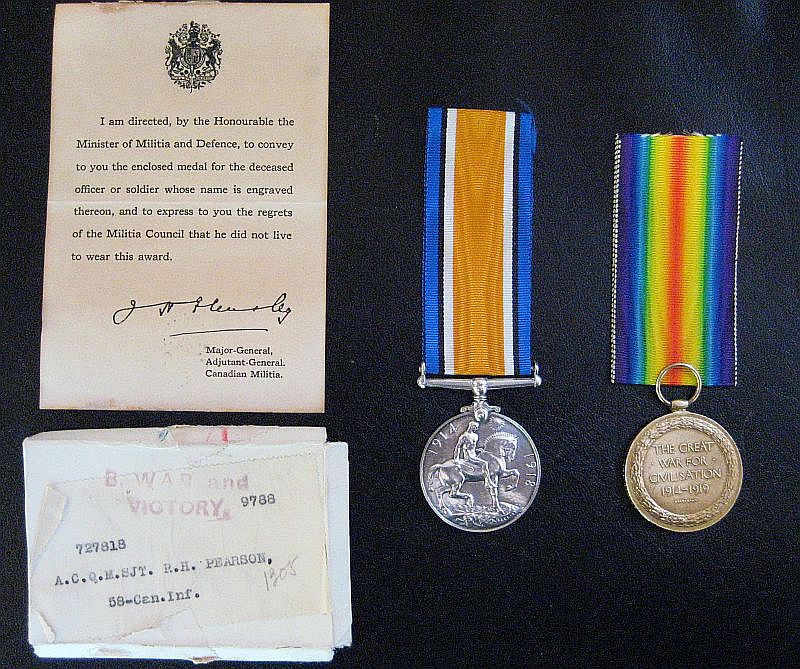 I am directed, by the Honourable the
Minister of Militia and Defence, to convey
to you the enclosed medal for the deceased
officer or soldier whose name is engraved
thereon, and to express to you the regrets
of the Militia Council that he did not live
to wear this award.
Major-General,
Adjutant-General.
Canadian Militia.
B. WAR and
VICTORY. 9788
727818
A.C.Q.M.SJT. R.H. PEARSON,
1305
58-Can.Inf.
1914 1918
THE GREAT
WAR FOR
CIVILISATION
1914-1919